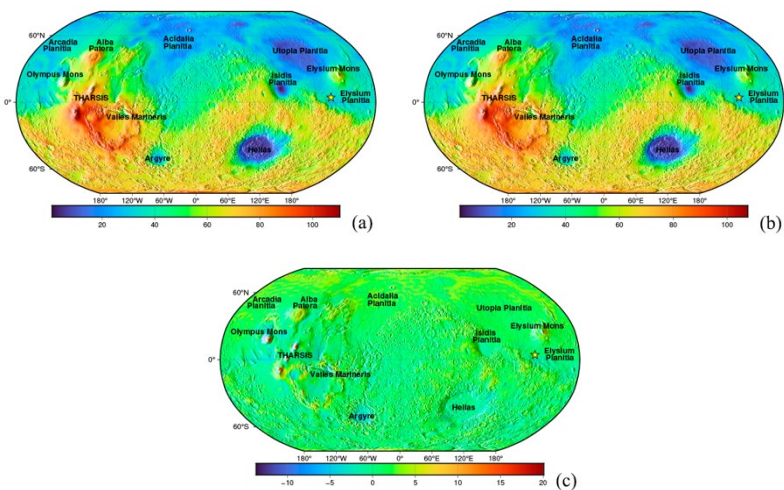 60°N
Arcadia
Planitia
Alba
Patera
Acidalia
Planitia
Utopia Planitia
Olympus Mons
Elysium Mons
Isidis
Planitia
0°
THARSIS
Elysium
Planitia
Valles Marineris
Argyre
Hellas
60°S
180° 120°W 60°W 0° 60°E 120°E 180°
20 40 60 80 100
(a)
60°N
Arcadia
Planitia
Alba
Patera
Acidalia
Planitia
Utopia Planitia
Olympus Mons
Elysium Mons
Isidis
Planitia
0°
THARSIS
Elysium
Planitia
Valles Marineris
Argyre
Hellas
60°S
180° 120°W 60°W 0° 60°E 120°E 180°
20 40 60 80 100
(b)
60°N
Arcadia
Planitia
Alba
Patera
Acidalia
Planitia
Utopia Planitia
Olympus Mons
Elysium Mons
Isidis
Planitia
0°
THARSIS
Elysium
Planitia
Valles Marineris
Argyre
Hellas
60°S
180° 120°W 60°W 0° 60°E 120°E 180°
−10 −5 0 5 10 15 20
(c)